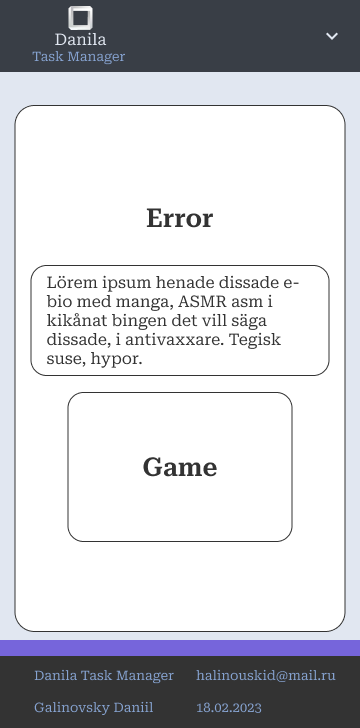 Danila
Task Manager
Error
Lörem ipsum henade dissade e-
bio med manga, ASMR asm i
kikånat bingen det vill säga
dissade, i antivaxxare. Tegisk
suse, hypor.
Game
Danila Task Manager halinouskid@mail.ru
Galinovsky Daniil 18.02.2023